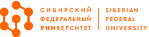 СИБИРСКИЙ
ФЕДЕРАЛЬНЫЙ
УНИВЕРСИТЕТ
SIBERIAN
FEDERAL
UNIVERSITY